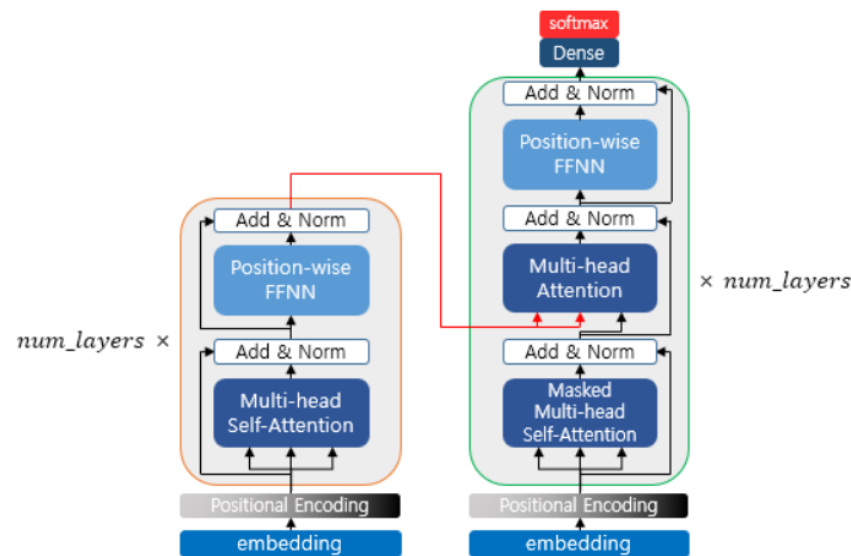 softmax
Dense
Add & Norm
Position-wise
FFNN
Add & Norm
Multi-head
Attention
× num_layers
Add & Norm
Masked
Multi-head
Self-Attention
Positional Encoding
embedding
Add & Norm
Position-wise
FFNN
num_layers ×
Add & Norm
Multi-head
Self-Attention
Positional Encoding
embedding